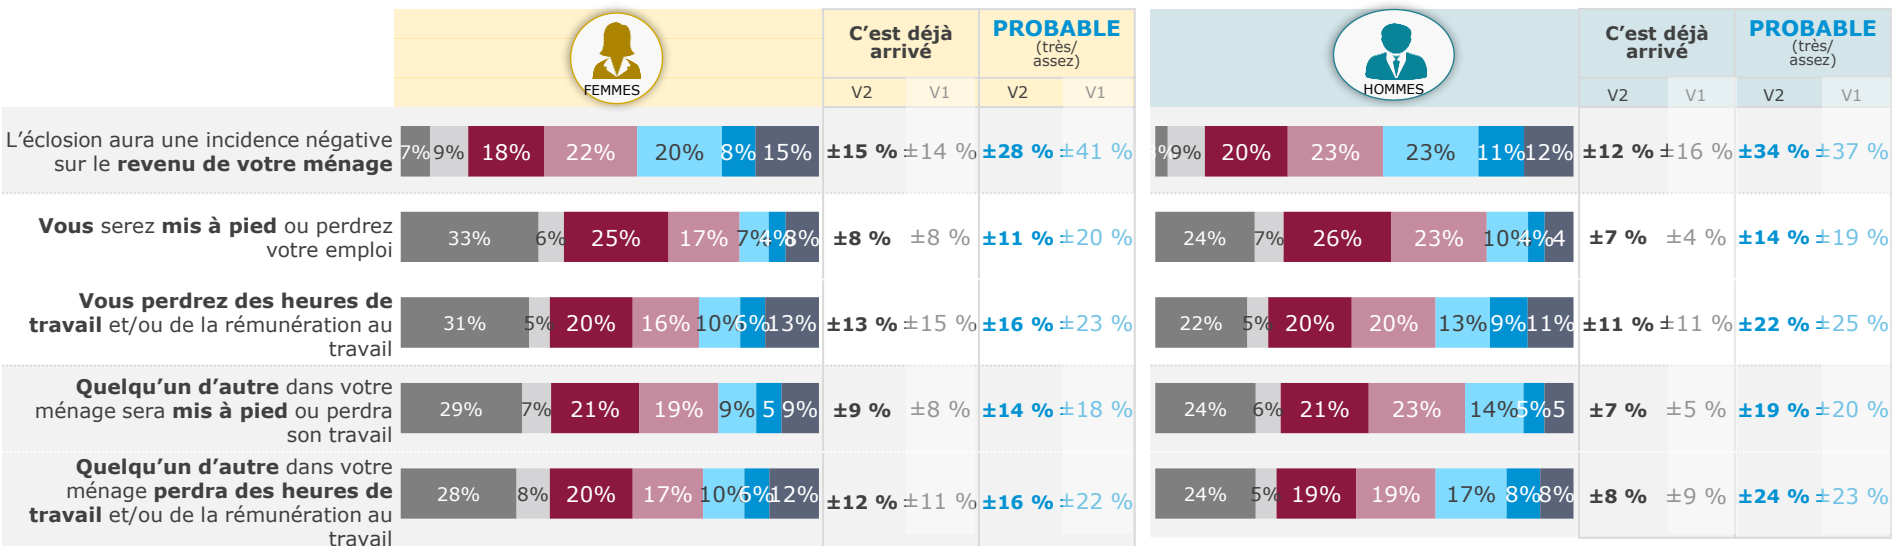 C’est déjà arrivé
PROBABLE
(très/
assez)
C’est déjà arrivé
PROBABLE
(très/
assez)
FEMMES
V2 V1 V2 V1
HOMMES
V2 V1 V2 V1
L’éclosion aura une incidence négative
sur le revenu de votre ménage
7% 9% 18% 22% 20% 8% 15% ±15 % ±14 % ±28 % ±41 %
9% 20% 23% 23% 11% 12% ±12 % ±16 % ±34 % ±37 %
Vous serez mis à pied ou perdrez
votre emploi
33% 6% 25% 17% 7% 4% 8% ±8 % ±8 % ±11 % ±20 %
24% 7% 26% 23% 10% 4% 4 ±7 % ±4 % ±14 % ±19 %
Vous perdrez des heures de
travail et/ou de la rémunération au
travail
31% 5% 20% 16% 10% 6% 13% ±13 % ±15 % ±16 % ±23 %
22% 5% 20% 20% 13% 9% 11% ±11 % ±11 % ±22 % ±25 %
Quelqu’un d’autre dans votre
ménage sera mis à pied ou perdra
son travail
29% 7% 21% 19% 9% 5 9% ±9 % ±8 % ±14 % ±18 %
24% 6% 21% 23% 14% 5% 5 ±7 % ±5 % ±19 % ±20 %
Quelqu’un d’autre dans votre
ménage perdra des heures de
travail et/ou de la rémunération au
travail
28% 8% 20% 17% 10% 6% 12% ±12 % ±11 % ±16 % ±22 %
24% 5% 19% 19% 17% 8% 8% ±8 % ±9 % ±24 % ±23 %